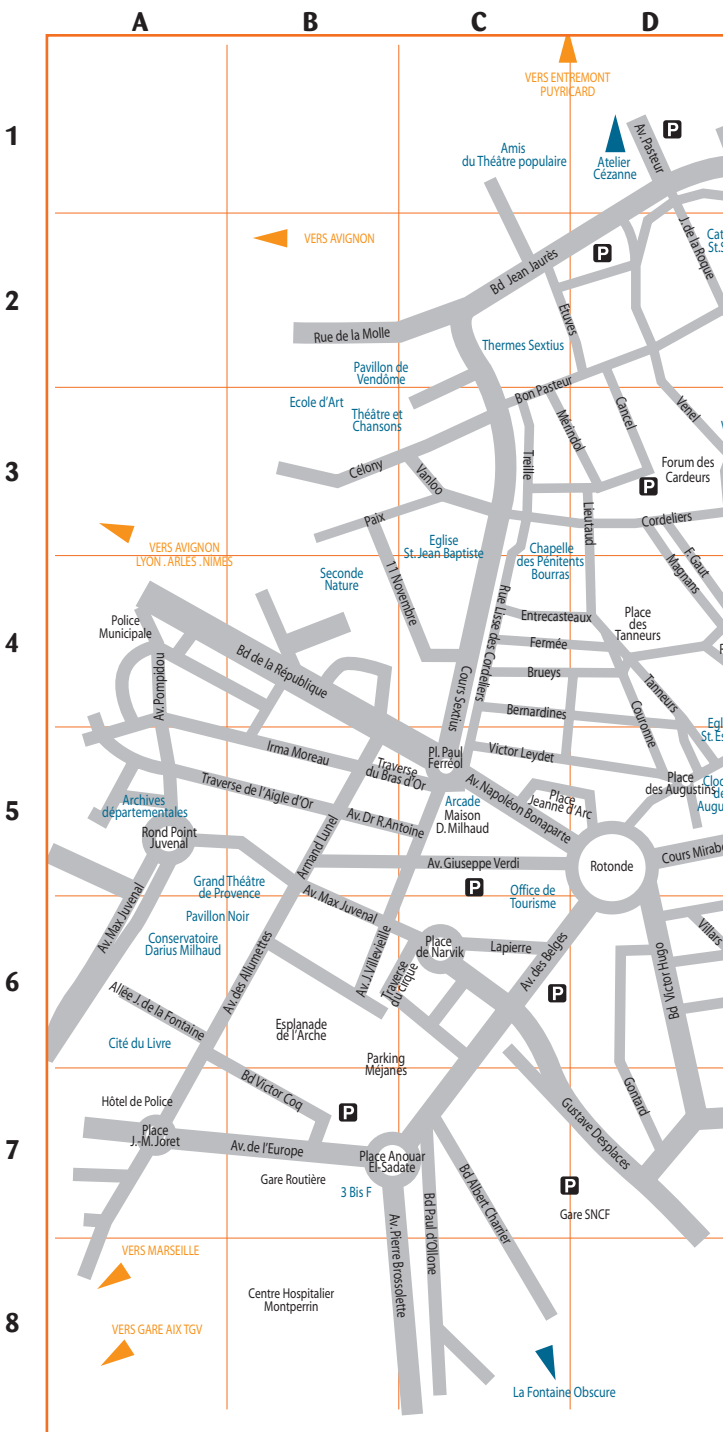 A B C D
1
VERS ENTREMONT
PUYRICARD
P
Av. Pasteur
Amis
du Théâtre populaire
Atelier
Cézanne
2
VERS AVIGNON
P
J. de la Roque
Cat
St.S
Bd Jean Jaurès
Etuves
Rue de la Molle
Thermes Sextius
Pavillon de
Vendôme
3
Bon Pasteur
Ecole d'Art
Théâtre et
Chansons
Mérindol
Cancel
Venel
Célony
Vanloo
Treille
Forum des
Cardeurs
P
Lieutaud
Cordeliers
Paix
VERS AVIGNON
LYON . ARLES . NIMES
Eglise
St. Jean Baptiste
Chapelle
des Pénitents
Bourras
F. Gaut
Magnans
4
Seconde
Nature
11 Novembre
Police
Municipale
Rue Lisse des Cordeliers
Entrecasteaux
Place
des
Tanneurs
Fermée
Bd de la République
Cours Sextius
Brueys
Tanneurs
Av. Pompidou
Bernardines
Couronne
Egl
St. Es
5
Irma Moreau
Pl. Paul
Ferréol
Victor Leydet
Traverse
du Bras d'Or
Traverse de l'Aigle d'Or
Av. Napoléon Bonaparte
Place
Jeanne d'Arc
Place
des Augustins
Cloc
de
Augu
Archives
départementales
Arcade
Maison
D. Milhaud
Rond Point
Juvenal
Av. Dr R. Antoine
Armand Lunel
Av. Giuseppe Verdi
Rotonde
Cours Mirabe
P
Grand Théâtre
de Provence
Office de
Tourisme
6
Av. Max Juvenal
Av. Max Juvenal
Pavillon Noir
Conservatoire
Darius Milhaud
Place
de Narvik
Lapierre
Villars
Av. des Allumettes
Av. J. Villevieille
Traverse
du cirque
Av. des Belges
Bd Victor Hugo
P
Allée J. de la Fontaine
Esplanade
de l'Arche
Cité du Livre
Parking
Méjanes
7
Hôtel de Police
Bd Victor Coq
P
Gustave Desplaces
Gontard
Place
J.-M. Joret
Av. de l'Europe
Place Anouar
El-Sadate
Gare Routière
3 Bis F
Bd Albert Charrier
P
Gare SNCF
Bd Paul d'Ollone
Av. Pierre Brossolette
8
VERS MARSEILLE
Centre Hospitalier
Montperrin
VERS GARE AIX TGV
La Fontaine Obscure